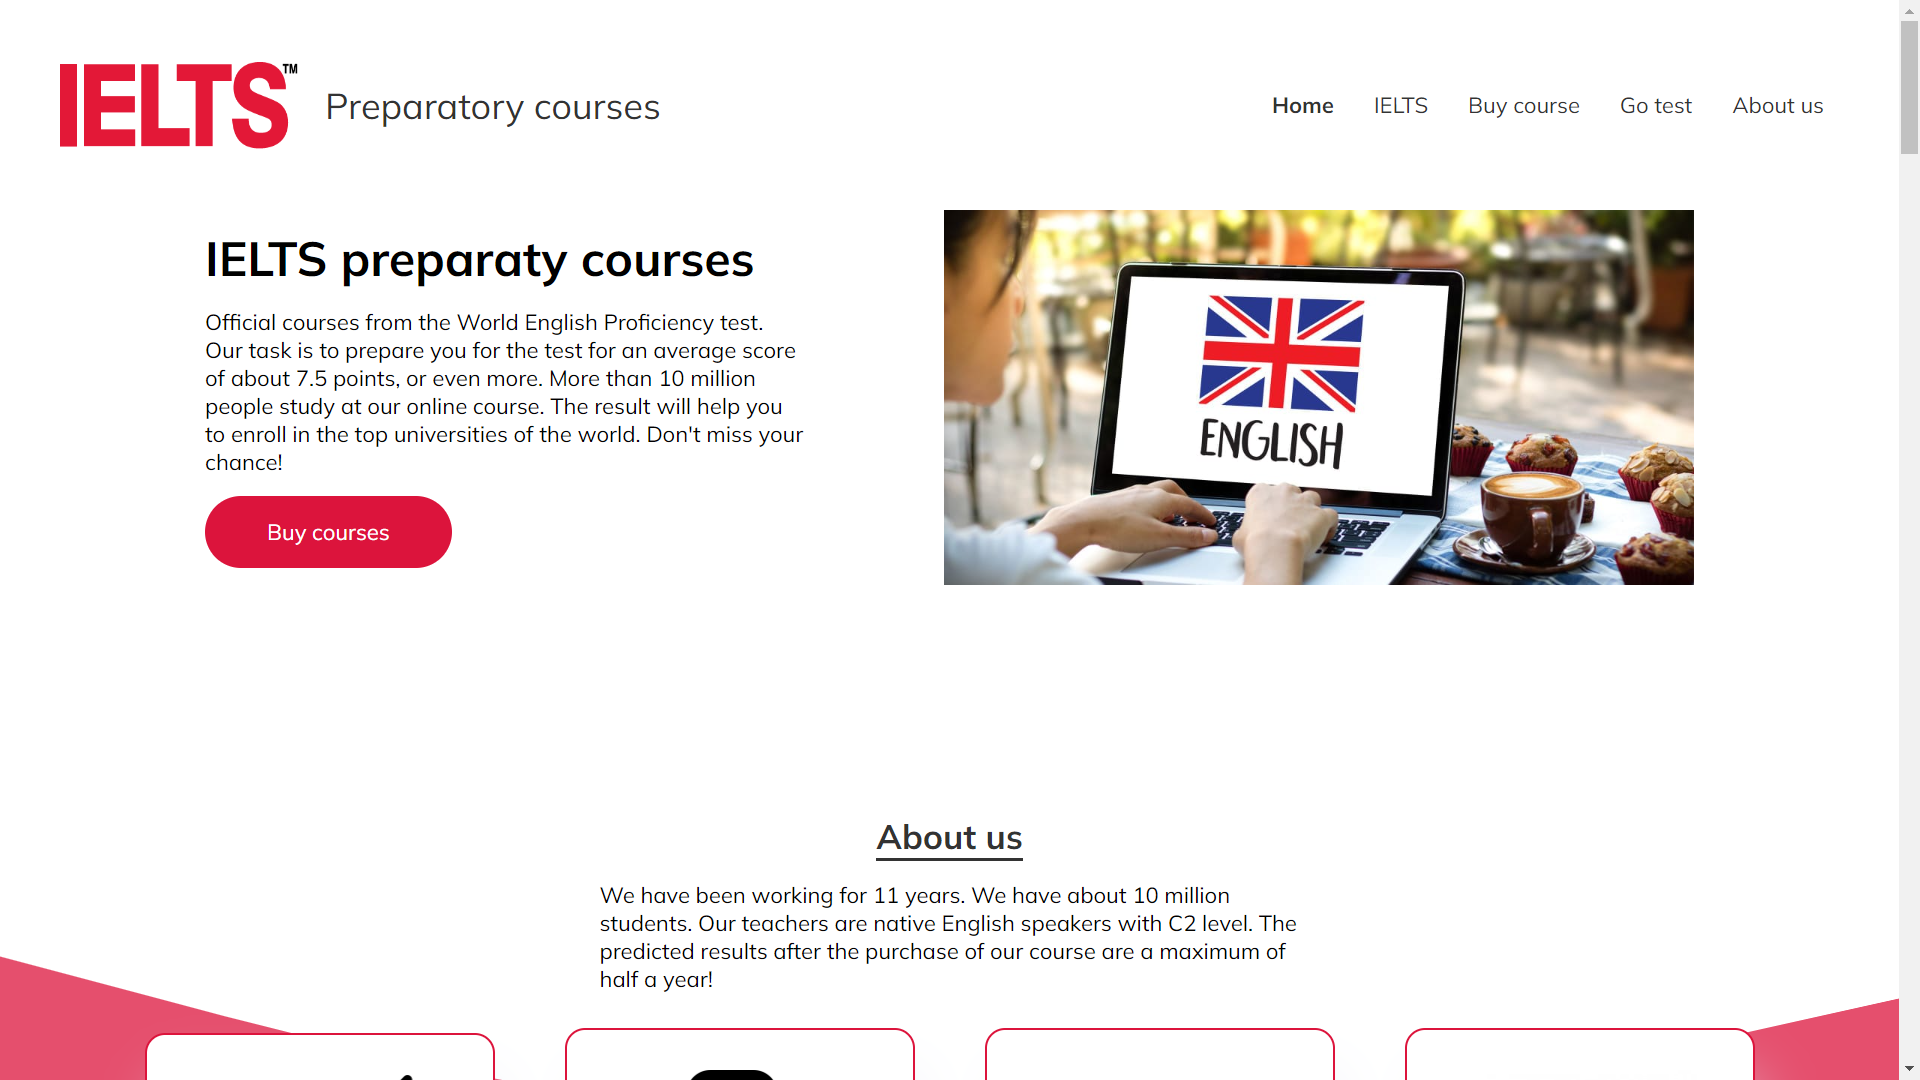 IELTS™
Preparatory courses
Home
IELTS
Buy course
Go test
About us
IELTS preparaty courses
Official courses from the World English Proficiency test.
Our task is to prepare you for the test for an average score
of about 7.5 points, or even more. More than 10 million
people study at our online course. The result will help you
to enroll in the top universities of the world. Don't miss your
chance!
Buy courses
ENGLISH
About us
We have been working for 11 years. We have about 10 million
students. Our teachers are native English speakers with C2 level. The
predicted results after the purchase of our course are a maximum of
half a year!